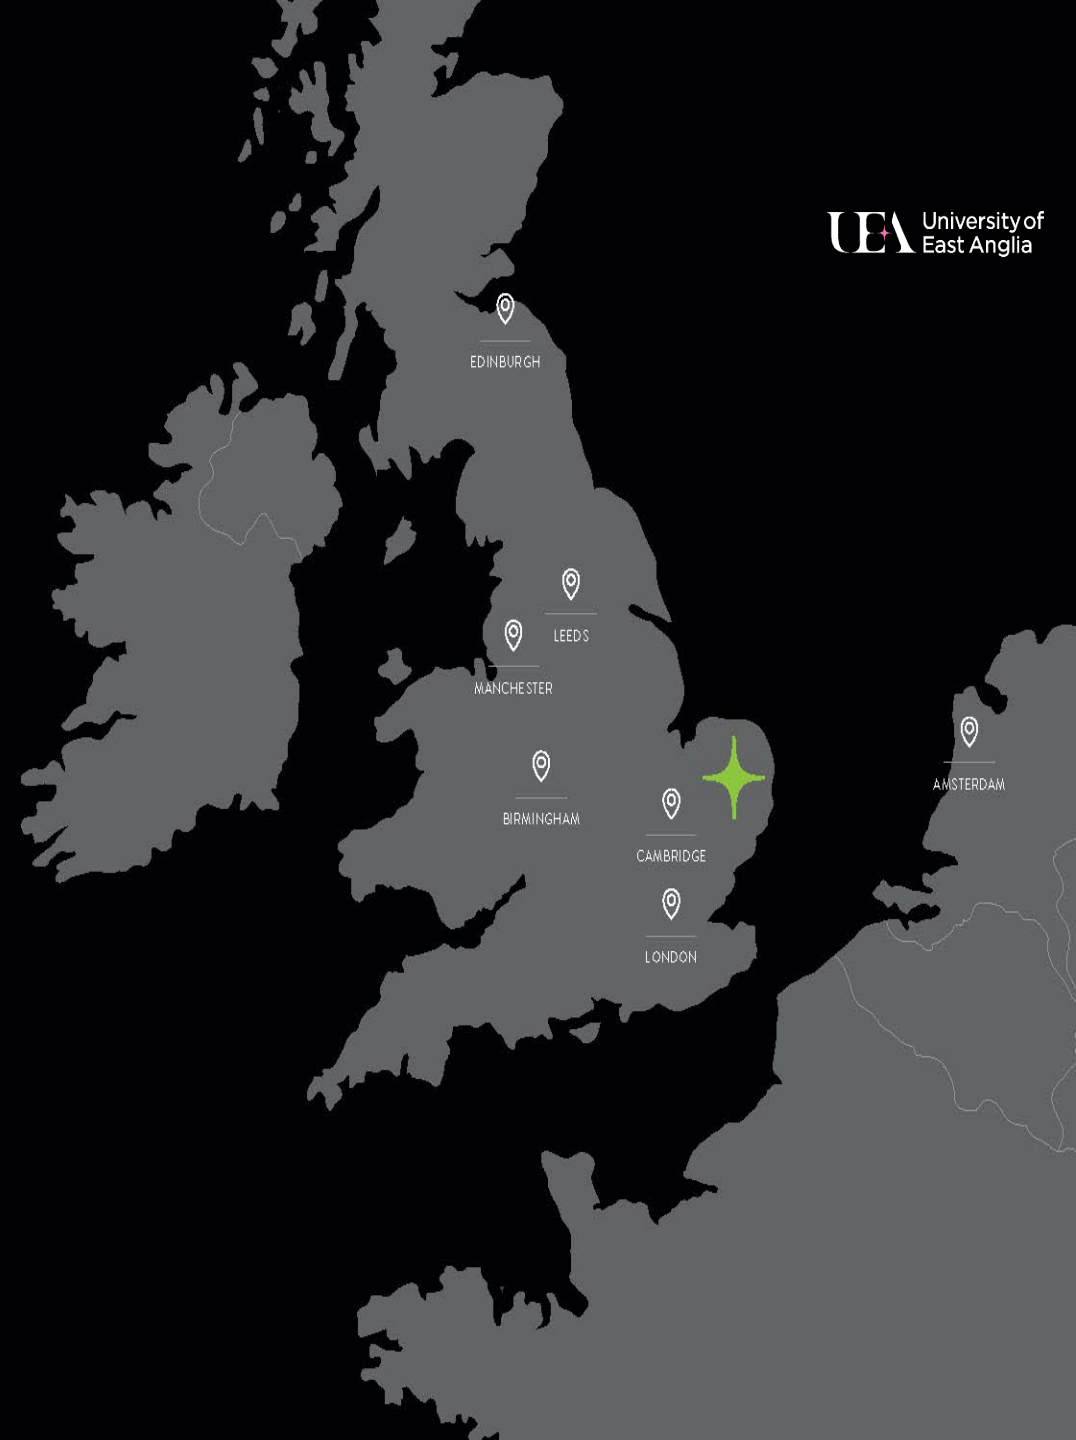 UEA University of
East Anglia
EDINBURGH
LEEDS
MANCHESTER
AMSTERDAM
BIRMINGHAM
CAMBRIDGE
LONDON